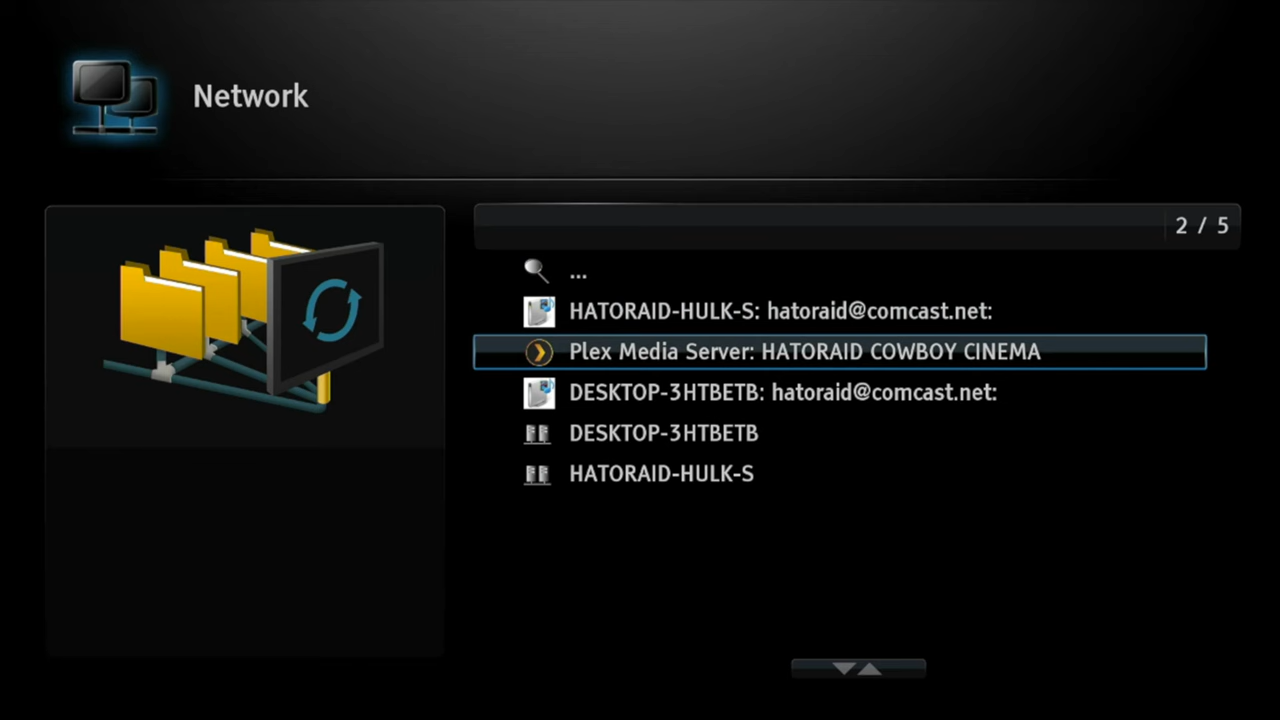 Network
2 / 5
...
HATORAID-HULK-S: hatoraid@comcast.net:
Plex Media Server: HATORAID COWBOY CINEMA
DESKTOP-3HTBETB: hatoraid@comcast.net:
DESKTOP-3HTBETB
HATORAID-HULK-S